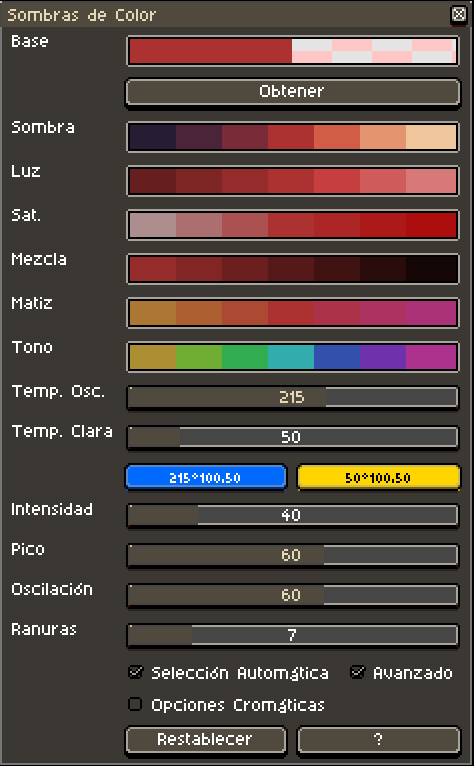 Sombras de Color
Base
Obtener
Sombra
Luz
Sat.
Mezcla
Matiz
Tono
Temp. Osc. 215
Temp. Clara 50
215°100.50 50°100.50
Intensidad 40
Pico 60
Oscilación 60
Ranuras 7
Selección Automática Avanzado
Opciones Cromáticas
Restablecer ?